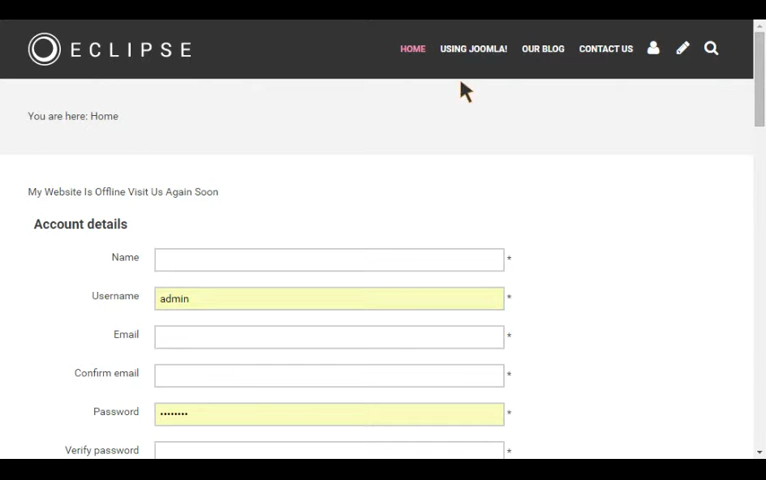 ECLIPSE
HOME USING JOOMLA! OUR BLOG CONTACT US
You are here: Home
My Website Is Offline Visit Us Again Soon
Account details
Name *
Username admin *
Email *
Confirm email *
Password •••••••• *
Verify password *